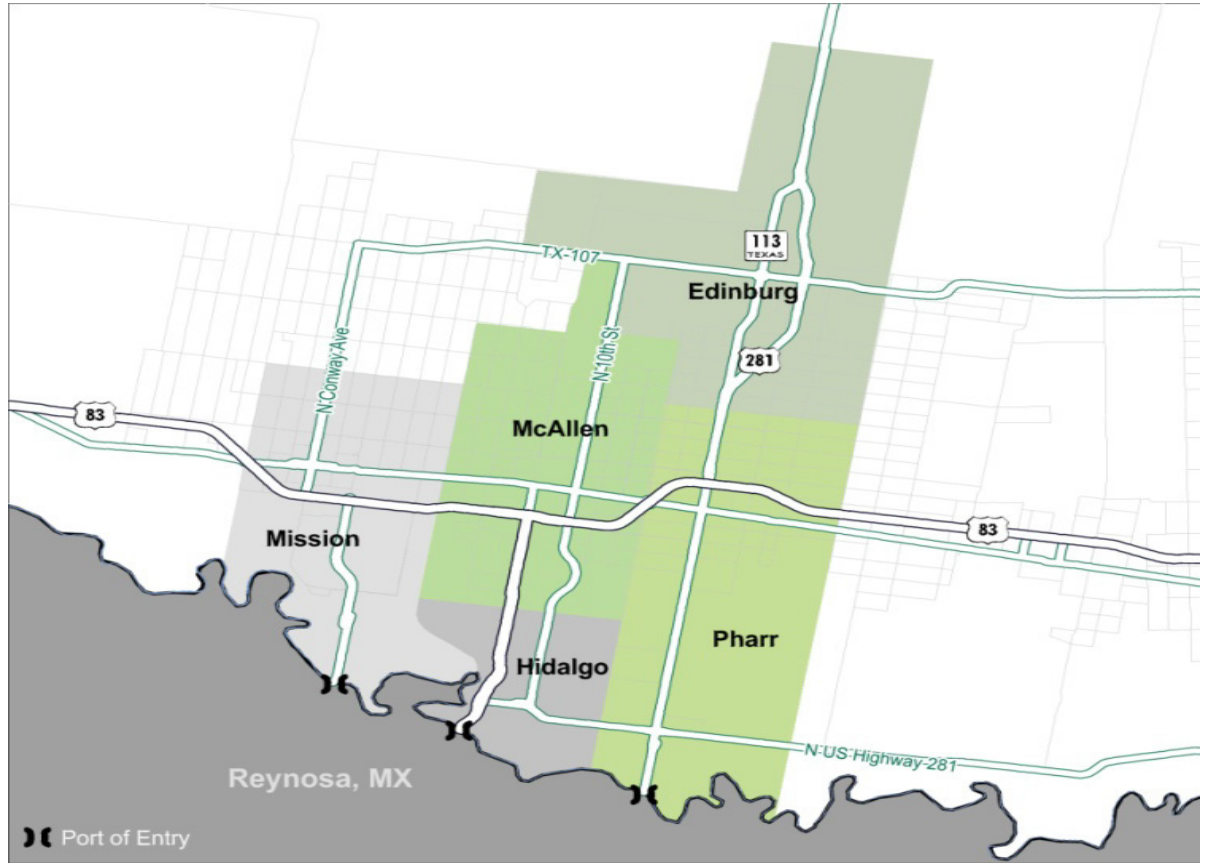 113
TEXAS
TX-107
Edinburg
N 10th St
N Conway Ave
281
83
McAllen
83
Mission
Pharr
Hidalgo
N US Highway 281
Reynosa, MX
Port of Entry